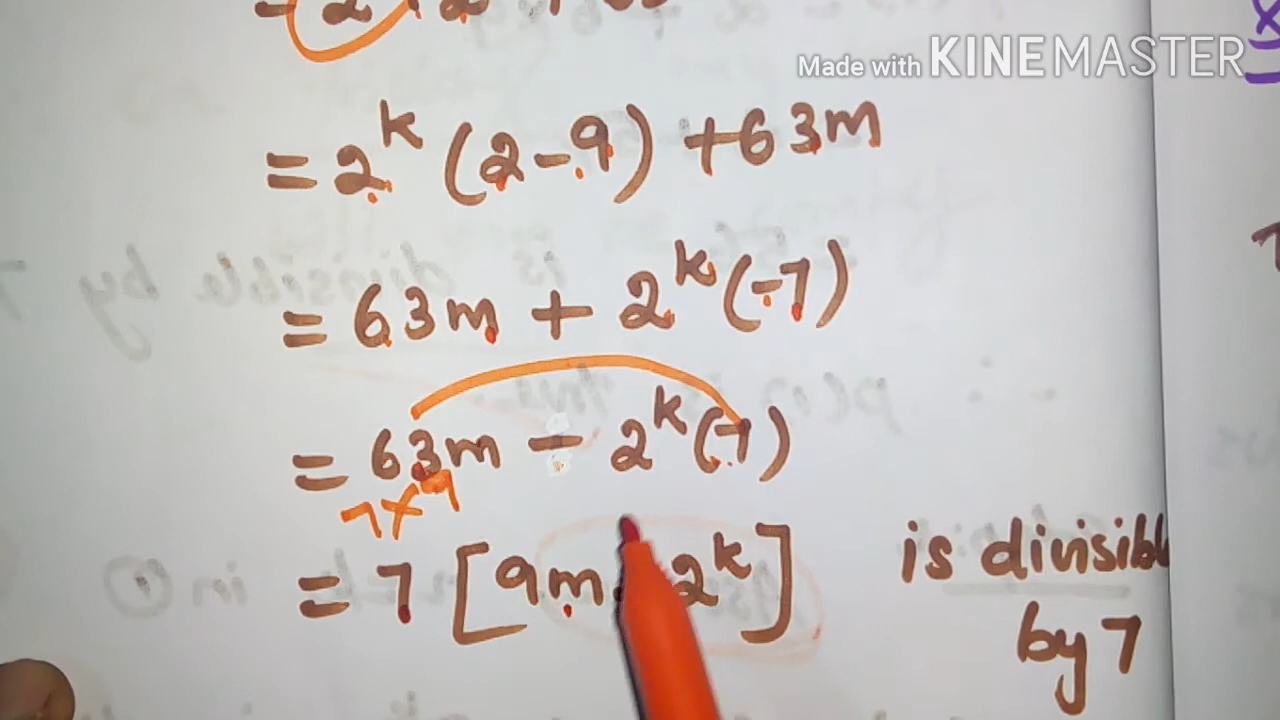 Made with KINEMASTER
= 2^k (2-9) +63m
= 63m + 2^k (-7)
= 63m - 2^k (7)
7×9
= 7 [9m 2^k] is divisibl
by 7